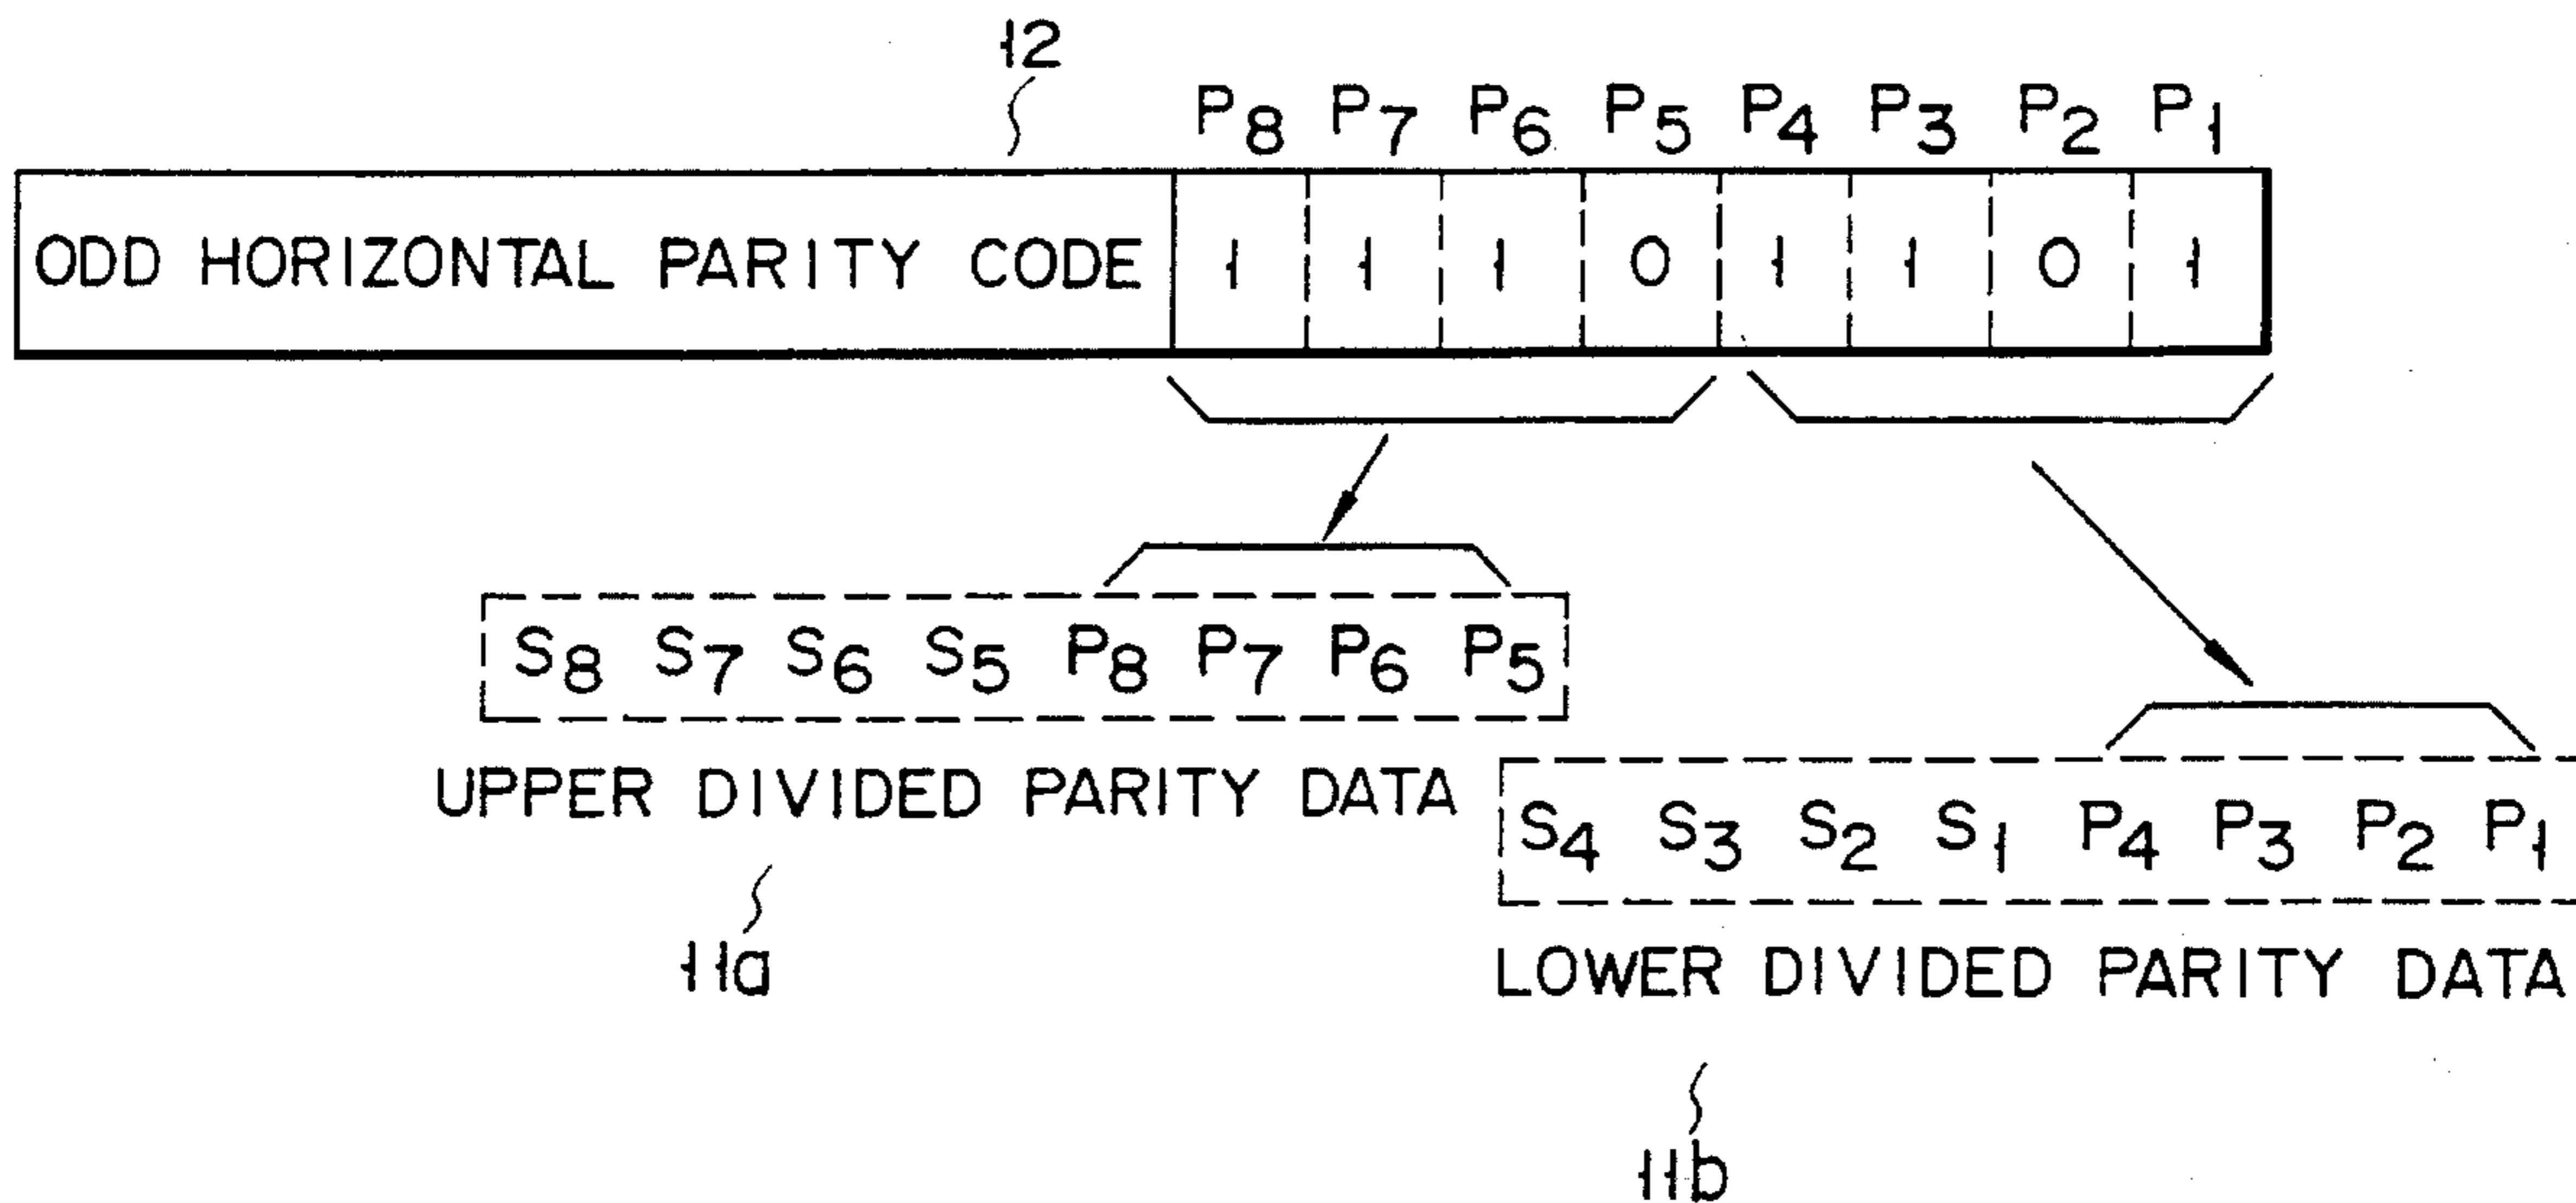 12
P8 P7 P6 P5 P4 P3 P2 P1
ODD HORIZONTAL PARITY CODE 1 1 1 0 1 1 0 1
S8 S7 S6 S5 P8 P7 P6 P5
UPPER DIVIDED PARITY DATA
11a
S4 S3 S2 S1 P4 P3 P2 P1
LOWER DIVIDED PARITY DATA
11b